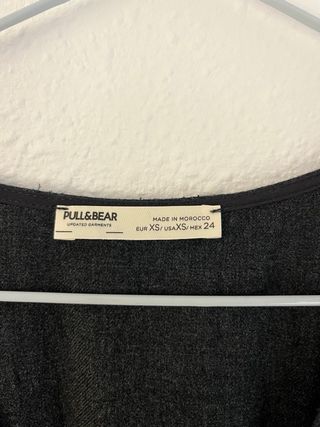 PULL&BEAR
UPDATED GARMENTS
MADE IN MOROCCO
EUR XS/ USA XS/ MEX 24